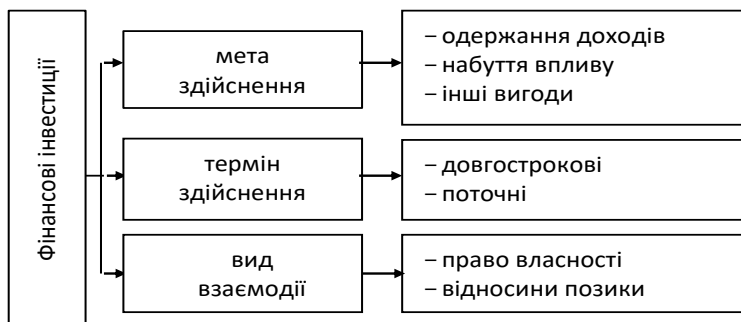 Фінансові інвестиції
мета
здійснення
– одержання доходів
– набуття впливу
– інші вигоди
термін
здійснення
– довгострокові
– поточні
вид
взаємодії
– право власності
– відносини позики